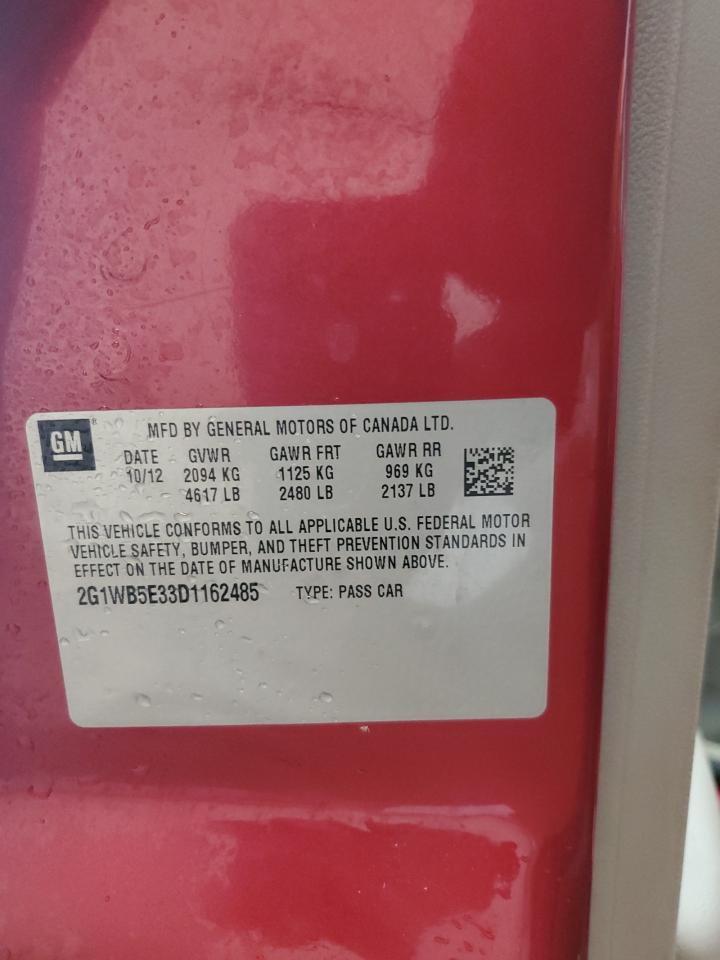 GM®
MFD BY GENERAL MOTORS OF CANADA LTD.
DATE GVWR GAWR FRT GAWR RR
10/12 2094 KG 1125 KG 969 KG
4617 LB 2480 LB 2137 LB
THIS VEHICLE CONFORMS TO ALL APPLICABLE U.S. FEDERAL MOTOR
VEHICLE SAFETY, BUMPER, AND THEFT PREVENTION STANDARDS IN
EFFECT ON THE DATE OF MANUFACTURE SHOWN ABOVE.
2G1WB5E33D1162485 TYPE: PASS CAR